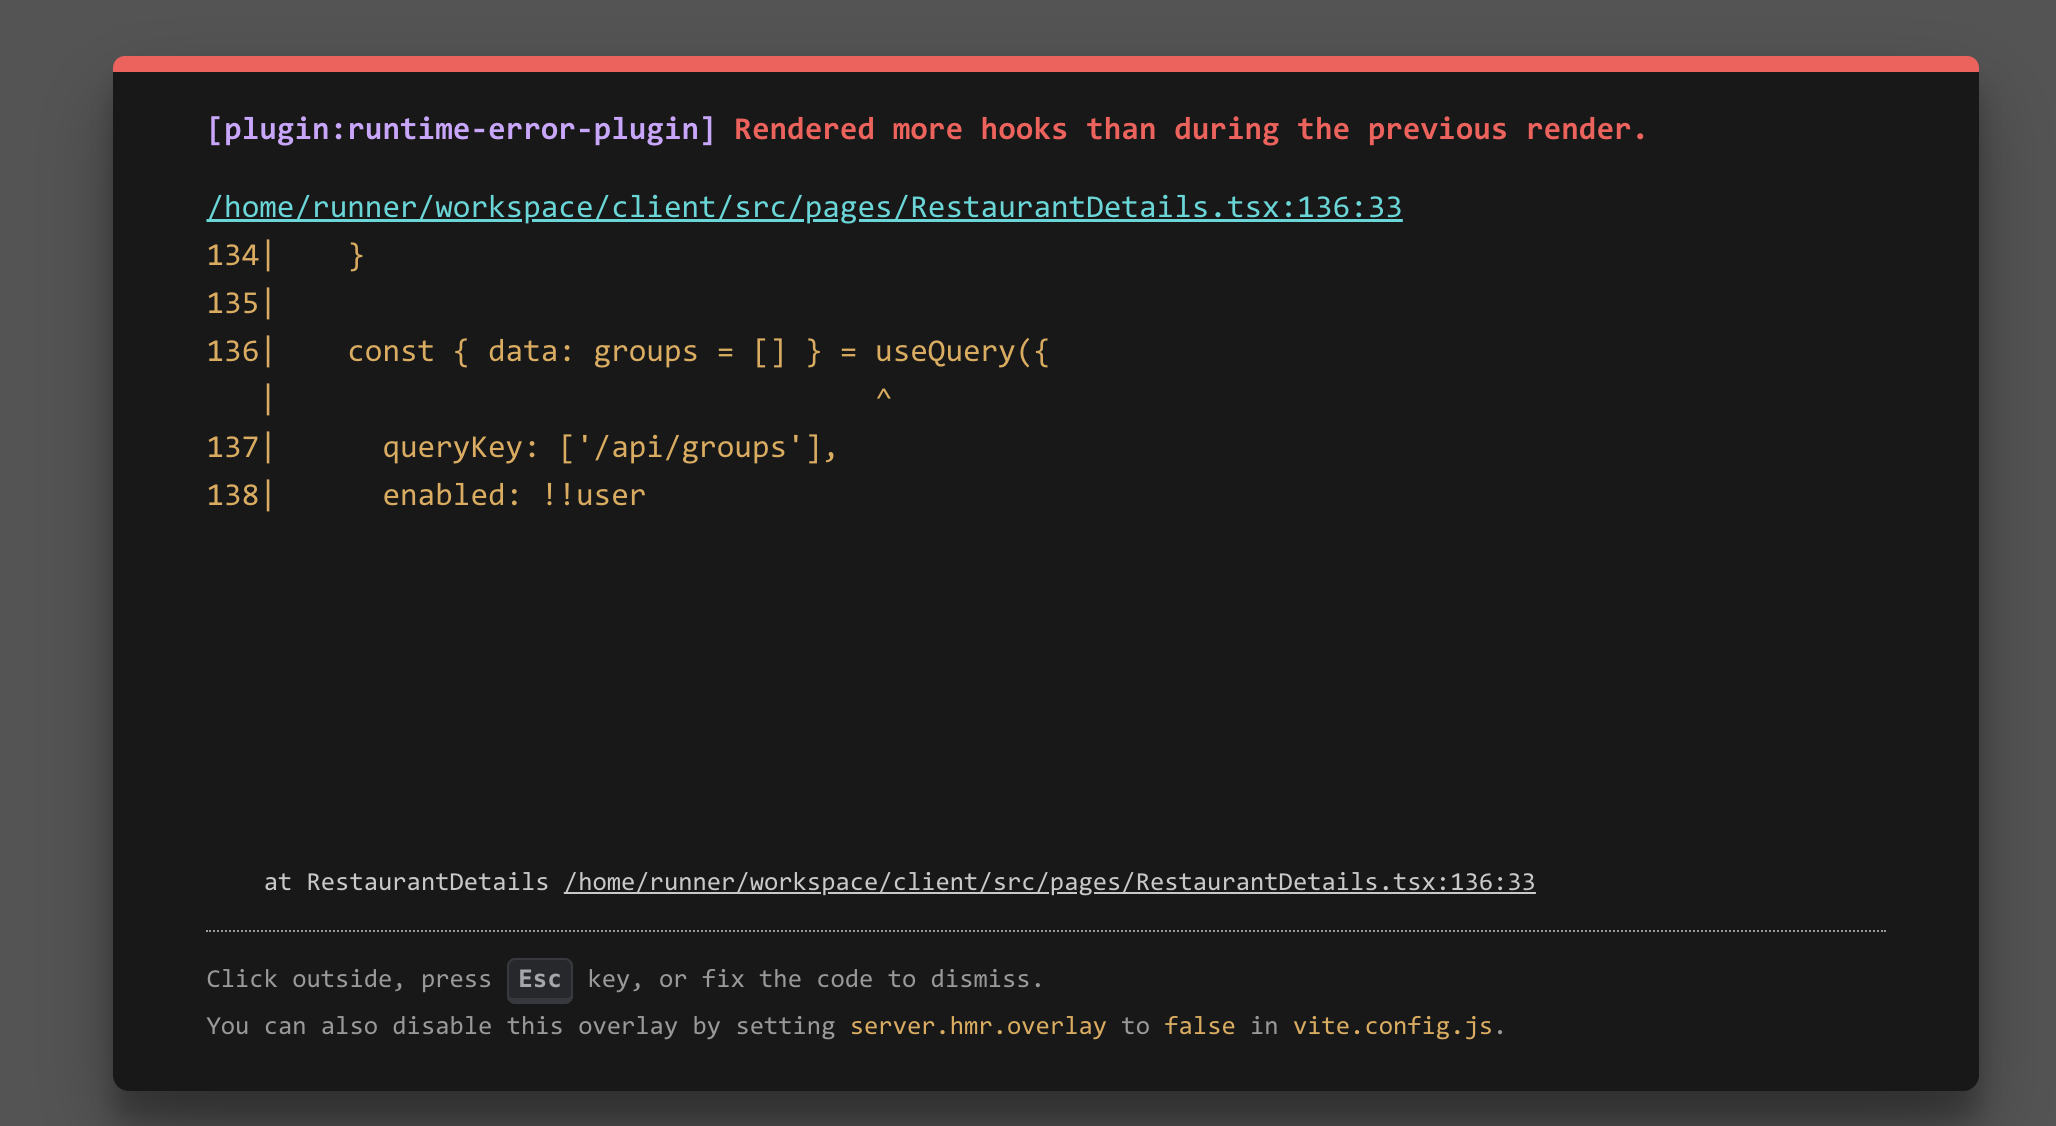 [plugin:runtime-error-plugin] Rendered more hooks than during the previous render.
/home/runner/workspace/client/src/pages/RestaurantDetails.tsx:136:33
134|    }
135|
136|    const { data: groups = [] } = useQuery({
   |                                  ^
137|      queryKey: ['/api/groups'],
138|      enabled: !!user
at RestaurantDetails /home/runner/workspace/client/src/pages/RestaurantDetails.tsx:136:33
Click outside, press Esc key, or fix the code to dismiss.
You can also disable this overlay by setting server.hmr.overlay to false in vite.config.js.